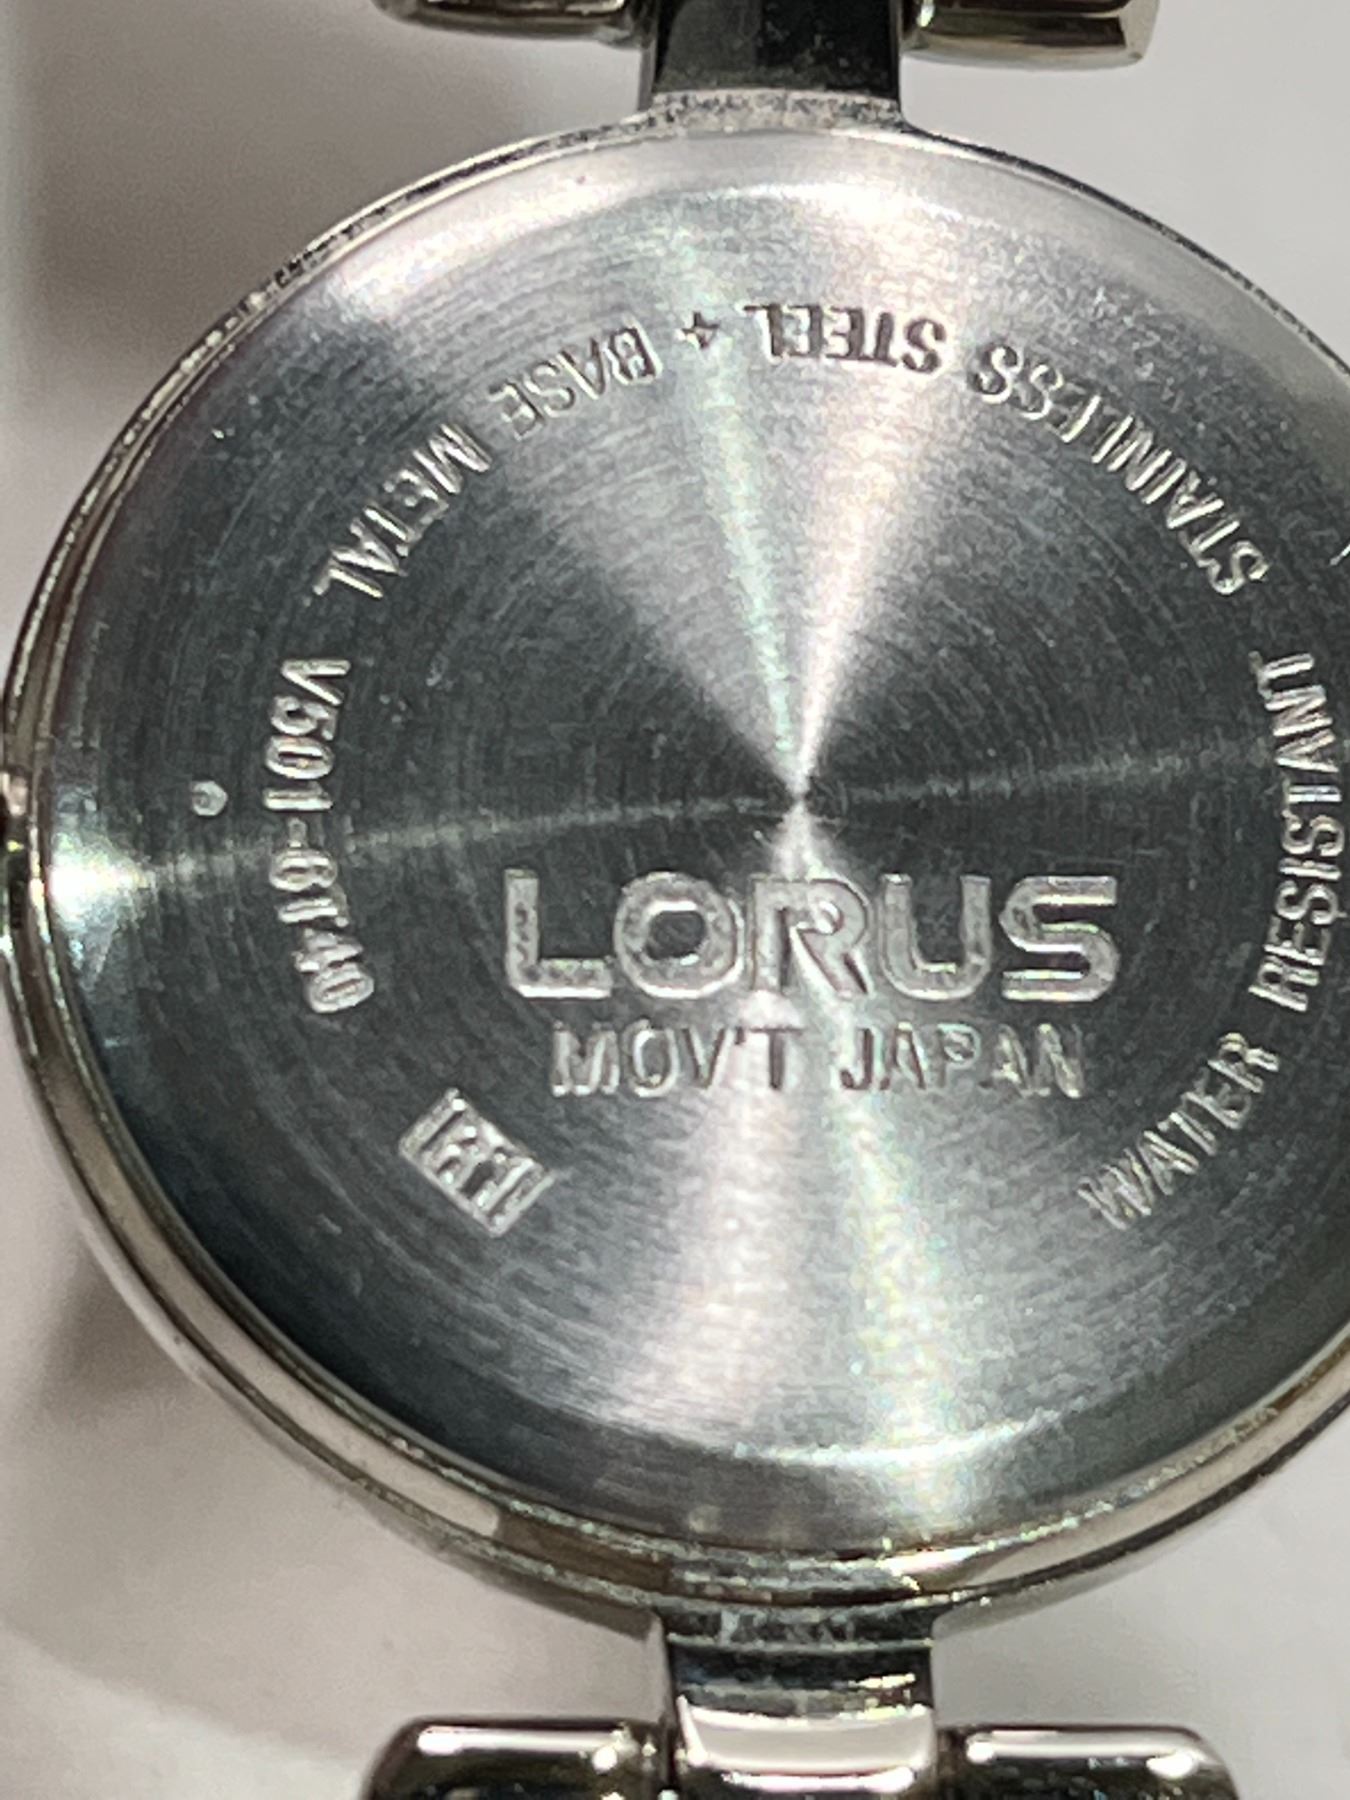 LORUS
MOV'T JAPAN
WATER RESISTANT
STAINLESS STEEL + BASE METAL
V501-6T40